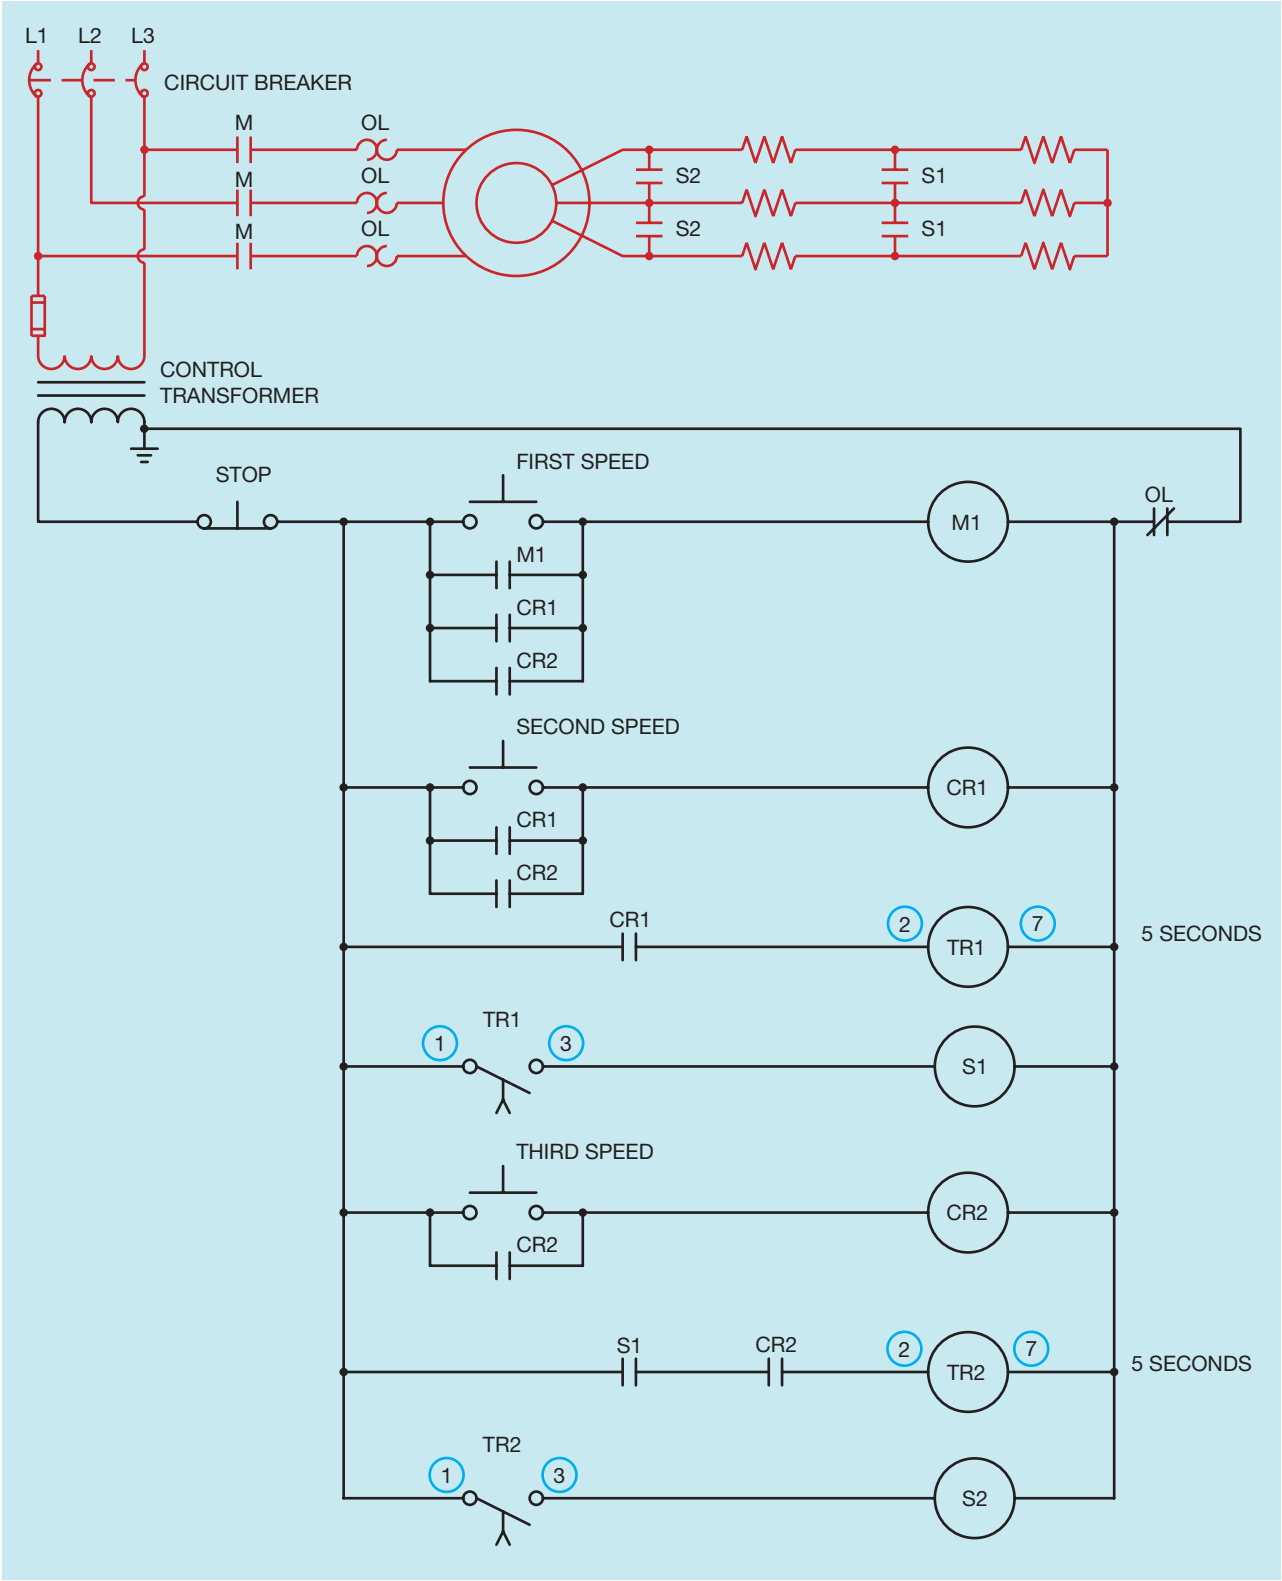 L1 L2 L3
CIRCUIT BREAKER
M OL
M OL S2 S1
M OL S2 S1
CONTROL
TRANSFORMER
FIRST SPEED
STOP
OL
M1
M1
CR1
CR2
SECOND SPEED
CR1
CR1
CR2
CR1 2 TR1 7 5 SECONDS
TR1
1 3 S1
THIRD SPEED
CR2
CR2
S1 CR2 2 TR2 7 5 SECONDS
TR2
1 3 S2